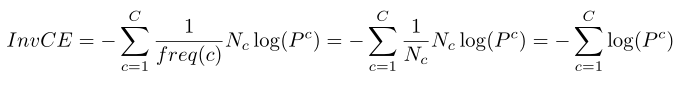 $InvCE = -\sum_{c=1}^{C} \frac{1}{freq(c)} N_c \log(P^c) = -\sum_{c=1}^{C} \frac{1}{N_c} N_c \log(P^c) = -\sum_{c=1}^{C} \log(P^c)$